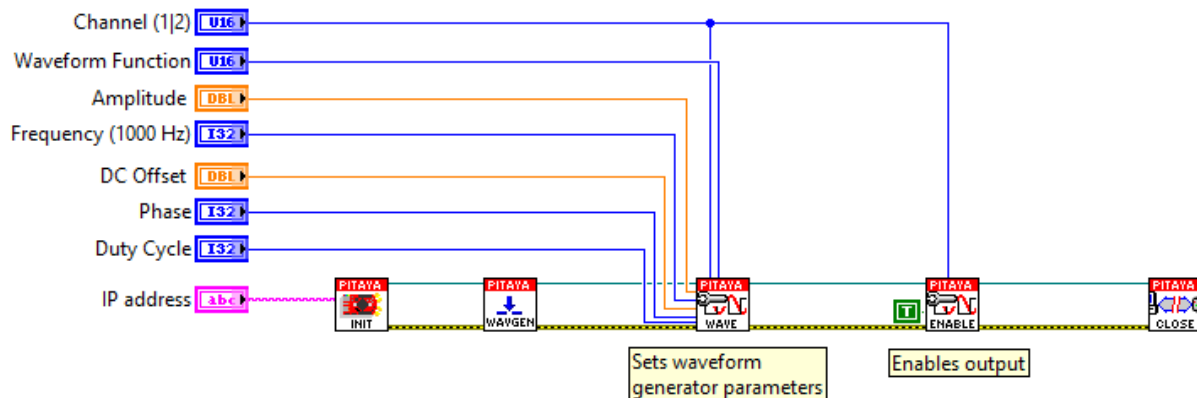 Channel (1|2)
U16
Waveform Function
U16
Amplitude
DBL
Frequency (1000 Hz)
I32
DC Offset
DBL
Phase
I32
Duty Cycle
I32
IP address
abc
PITAYA
INIT
PITAYA
WAVGEN
PITAYA
WAVE
T
PITAYA
ENABLE
PITAYA
CLOSE
Sets waveform
generator parameters
Enables output